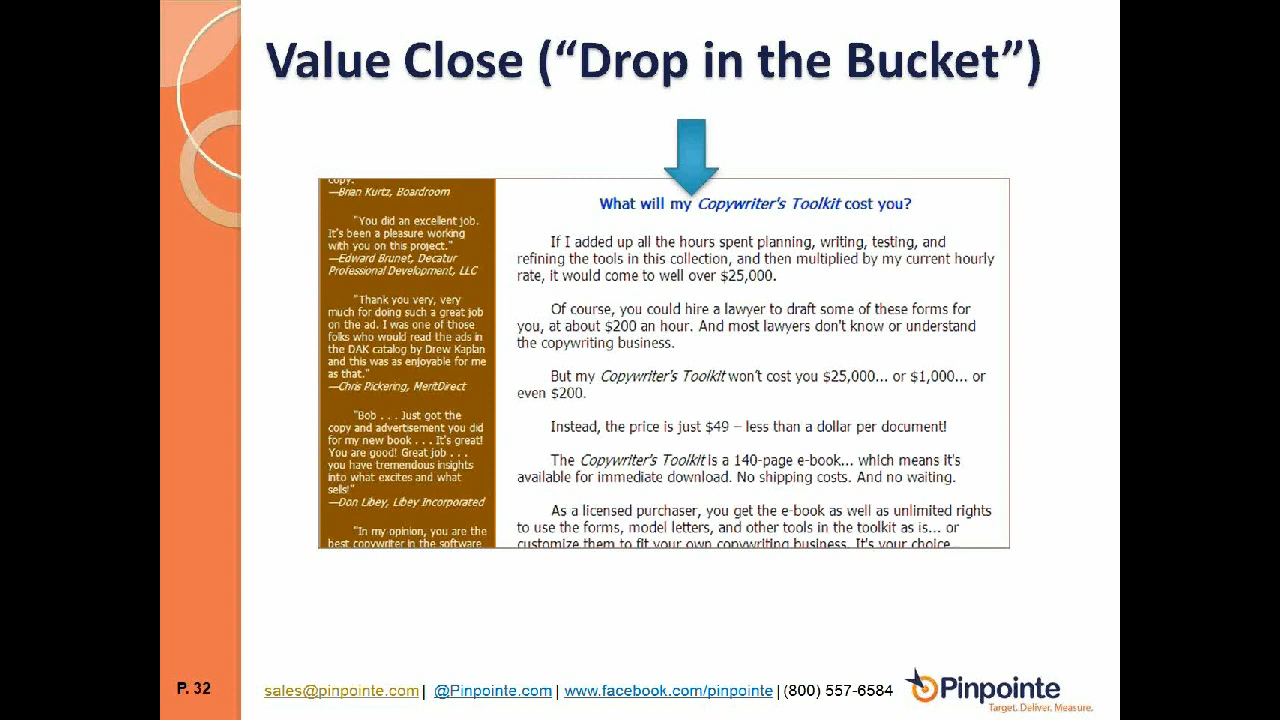 Value Close (“Drop in the Bucket”)
copy.
—Brian Kurtz, Boardroom
"You did an excellent job.
It's been a pleasure working
with you on this project."
—Edward Brunet, Decatur
Professional Development, LLC
"Thank you very, very
much for doing such a great job
on the ad. I was one of those
folks who would read the ads in
the DAK catalog by Drew Kaplan
and this was as enjoyable for me
as that."
—Chris Pickering, MeritDirect
"Bob . . . Just got the
copy and advertisement you did
for my new book . . . It's great!
You are good! Great job . . .
you have tremendous insights
into what excites and what
sells!"
—Don Libey, Libey Incorporated
"In my opinion, you are the
best copywriter in the software
What will my Copywriter's Toolkit cost you?
If I added up all the hours spent planning, writing, testing, and
refining the tools in this collection, and then multiplied by my current hourly
rate, it would come to well over $25,000.
Of course, you could hire a lawyer to draft some of these forms for
you, at about $200 an hour. And most lawyers don't know or understand
the copywriting business.
But my Copywriter's Toolkit won't cost you $25,000... or $1,000... or
even $200.
Instead, the price is just $49 – less than a dollar per document!
The Copywriter's Toolkit is a 140-page e-book... which means it's
available for immediate download. No shipping costs. And no waiting.
As a licensed purchaser, you get the e-book as well as unlimited rights
to use the forms, model letters, and other tools in the toolkit as is... or
customize them to fit your own copywriting business. It's your choice
P. 32
sales@pinpointe.com | @Pinpointe.com | www.facebook.com/pinpointe | (800) 557-6584
Pinpointe
Target. Deliver. Measure.